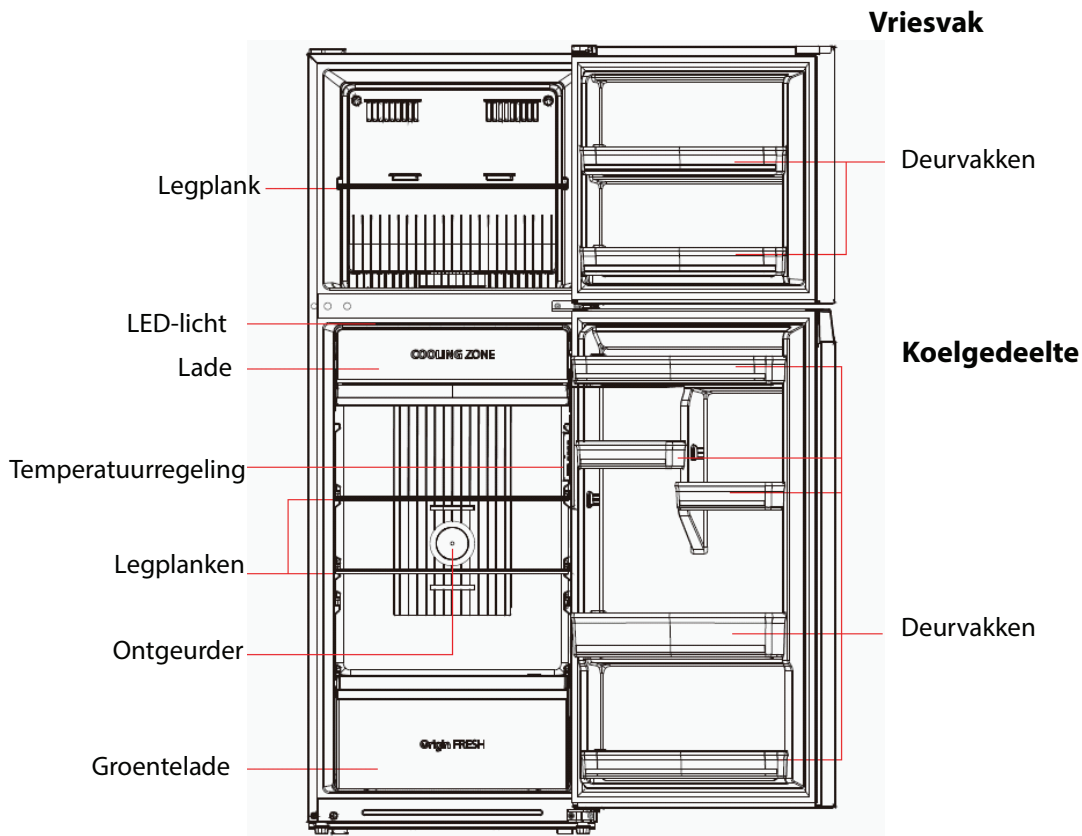 Vriesvak
Deurvakken
Legplank
LED-licht
COOLING ZONE
Koelgedeelte
Lade
Temperatuurregeling
Legplanken
Deurvakken
Ontgeurder
Origin FRESH
Groentelade